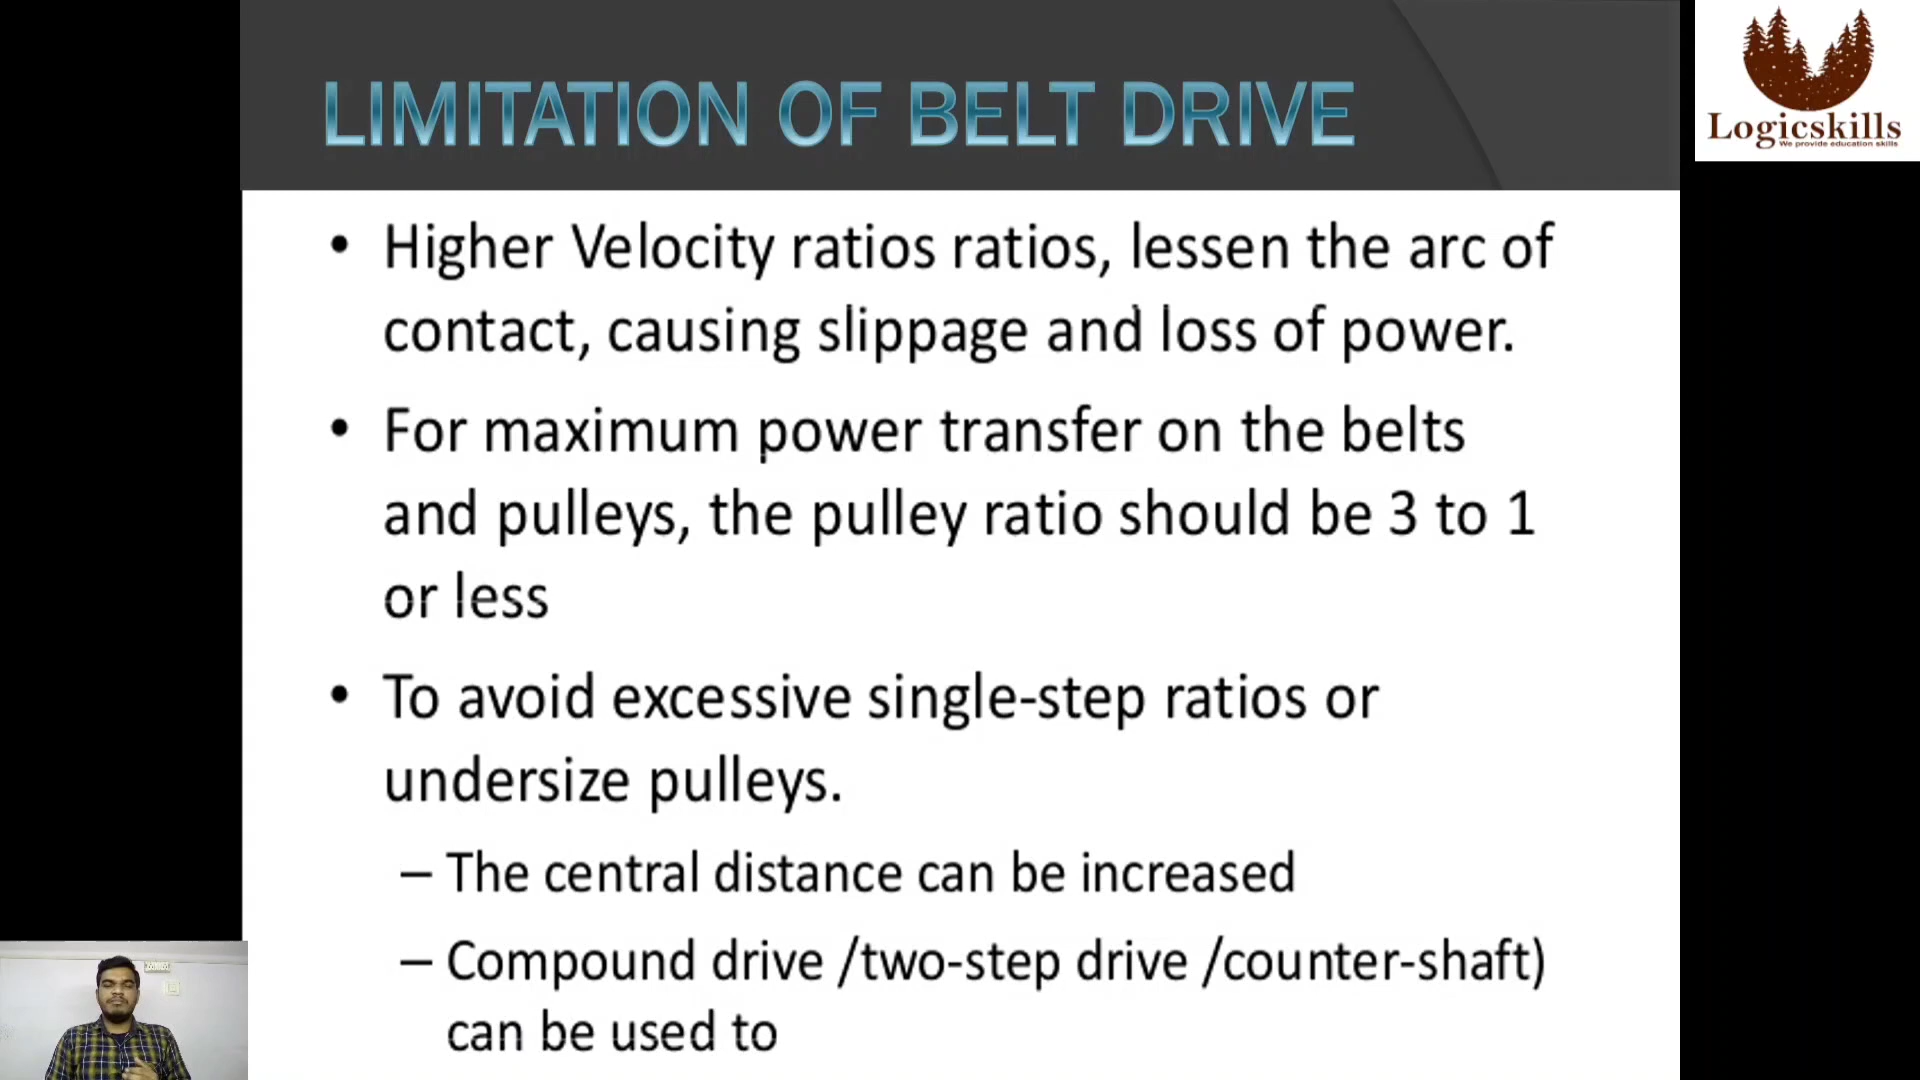 LIMITATION OF BELT DRIVE
Logicskills
We provide education skills
• Higher Velocity ratios ratios, lessen the arc of
contact, causing slippage and loss of power.
• For maximum power transfer on the belts
and pulleys, the pulley ratio should be 3 to 1
or less
• To avoid excessive single-step ratios or
undersize pulleys.
– The central distance can be increased
– Compound drive /two-step drive /counter-shaft)
can be used to